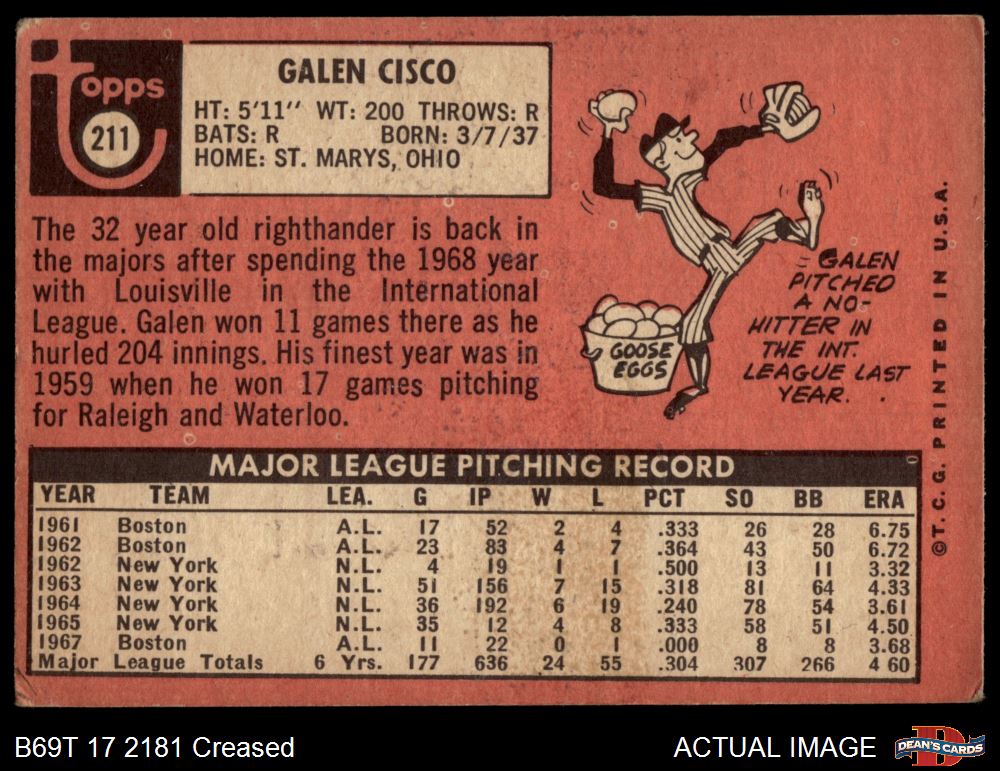 topps
211
GALEN CISCO
HT: 5'11" WT: 200 THROWS: R
BATS: R BORN: 3/7/37
HOME: ST. MARYS, OHIO
The 32 year old righthander is back in
the majors after spending the 1968 year
with Louisville in the International
League. Galen won 11 games there as he
hurled 204 innings. His finest year was in
1959 when he won 17 games pitching
for Raleigh and Waterloo.
GALEN
PITCHED
A NO-
HITTER IN
THE INT.
LEAGUE LAST
YEAR.
GOOSE
EGGS
©T.C.G. PRINTED IN U.S.A.
MAJOR LEAGUE PITCHING RECORD
YEAR TEAM LEA. G IP W L PCT SO BB ERA
1961 Boston A.L. 17 52 2 4 .333 26 28 6.75
1962 Boston A.L. 23 83 4 7 .364 43 50 6.72
1962 New York N.L. 4 19 1 1 .500 13 11 3.32
1963 New York N.L. 51 156 7 15 .318 81 64 4.33
1964 New York N.L. 36 192 6 19 .240 78 54 3.61
1965 New York N.L. 35 12 4 8 .333 58 51 4.50
1967 Boston A.L. 11 22 0 1 .000 8 8 3.68
Major League Totals 6 Yrs. 177 636 24 55 .304 307 266 4 60
B69T 17 2181 Creased
ACTUAL IMAGE
DEAN'S CARDS